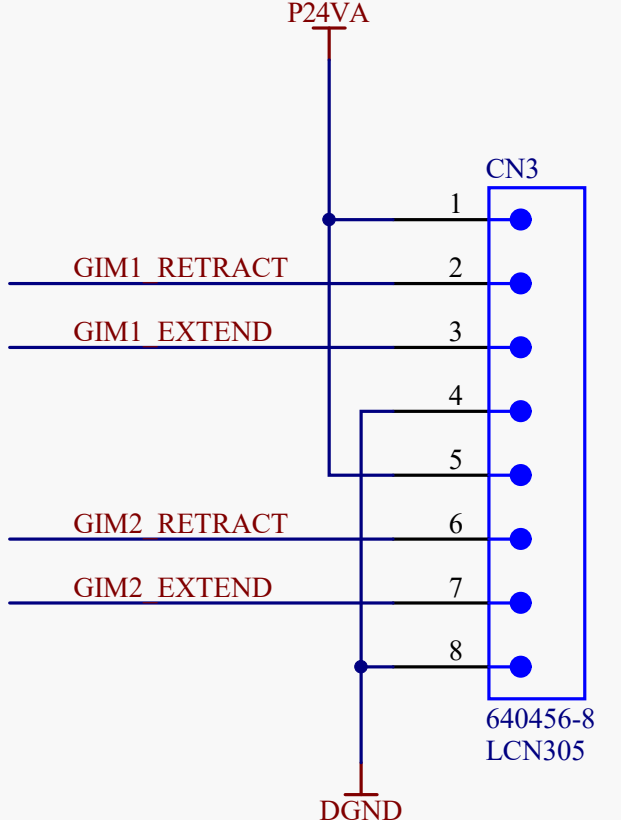 P24VA
CN3
1
GIM1_RETRACT 2
GIM1_EXTEND 3
4
5
GIM2_RETRACT 6
GIM2_EXTEND 7
8
640456-8
LCN305
DGND